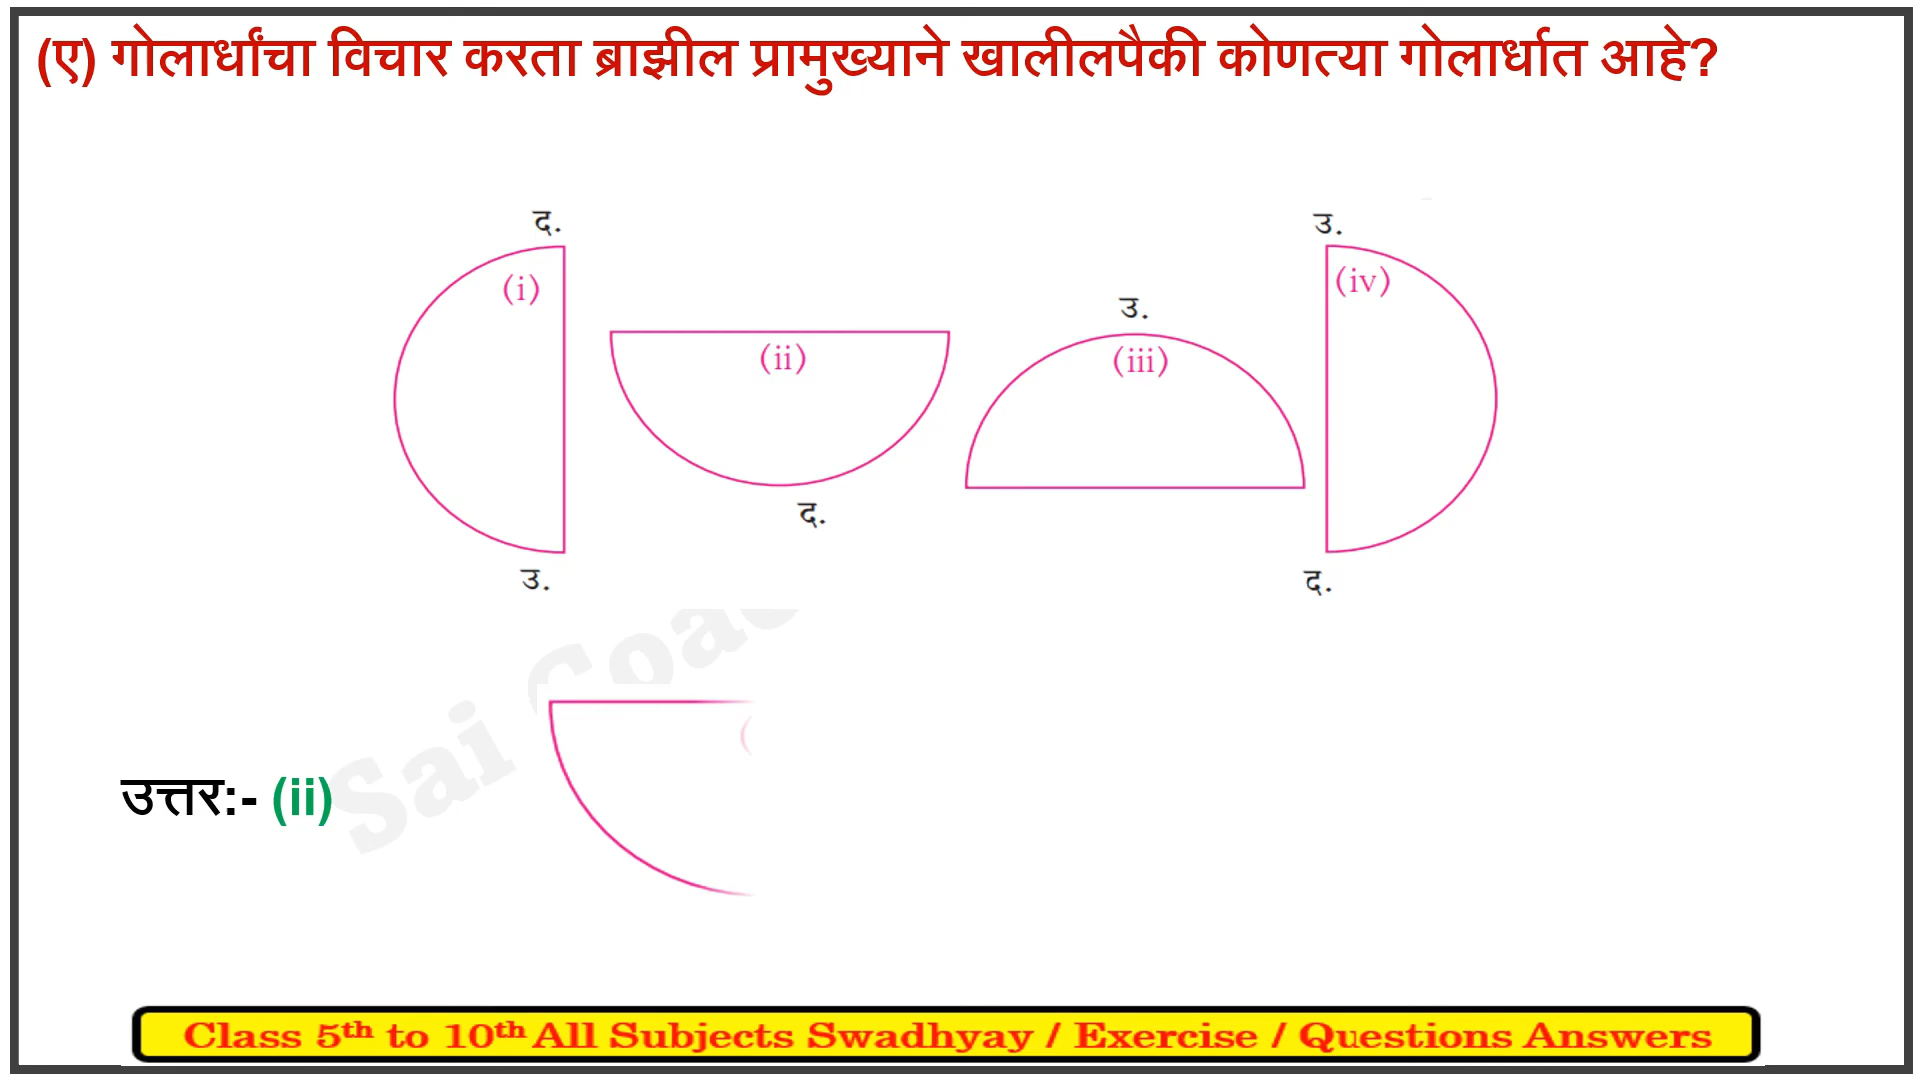 (ए) गोलार्धांचा विचार करता ब्राझील प्रामुख्याने खालीलपैकी कोणत्या गोलार्धात आहे?
द.
(i)
उ.
(ii)
द.
उ.
(iii)
उ.
(iv)
द.
Sai
उत्तर:- (ii)
Class 5th to 10th All Subjects Swadhyay / Exercise / Questions Answers